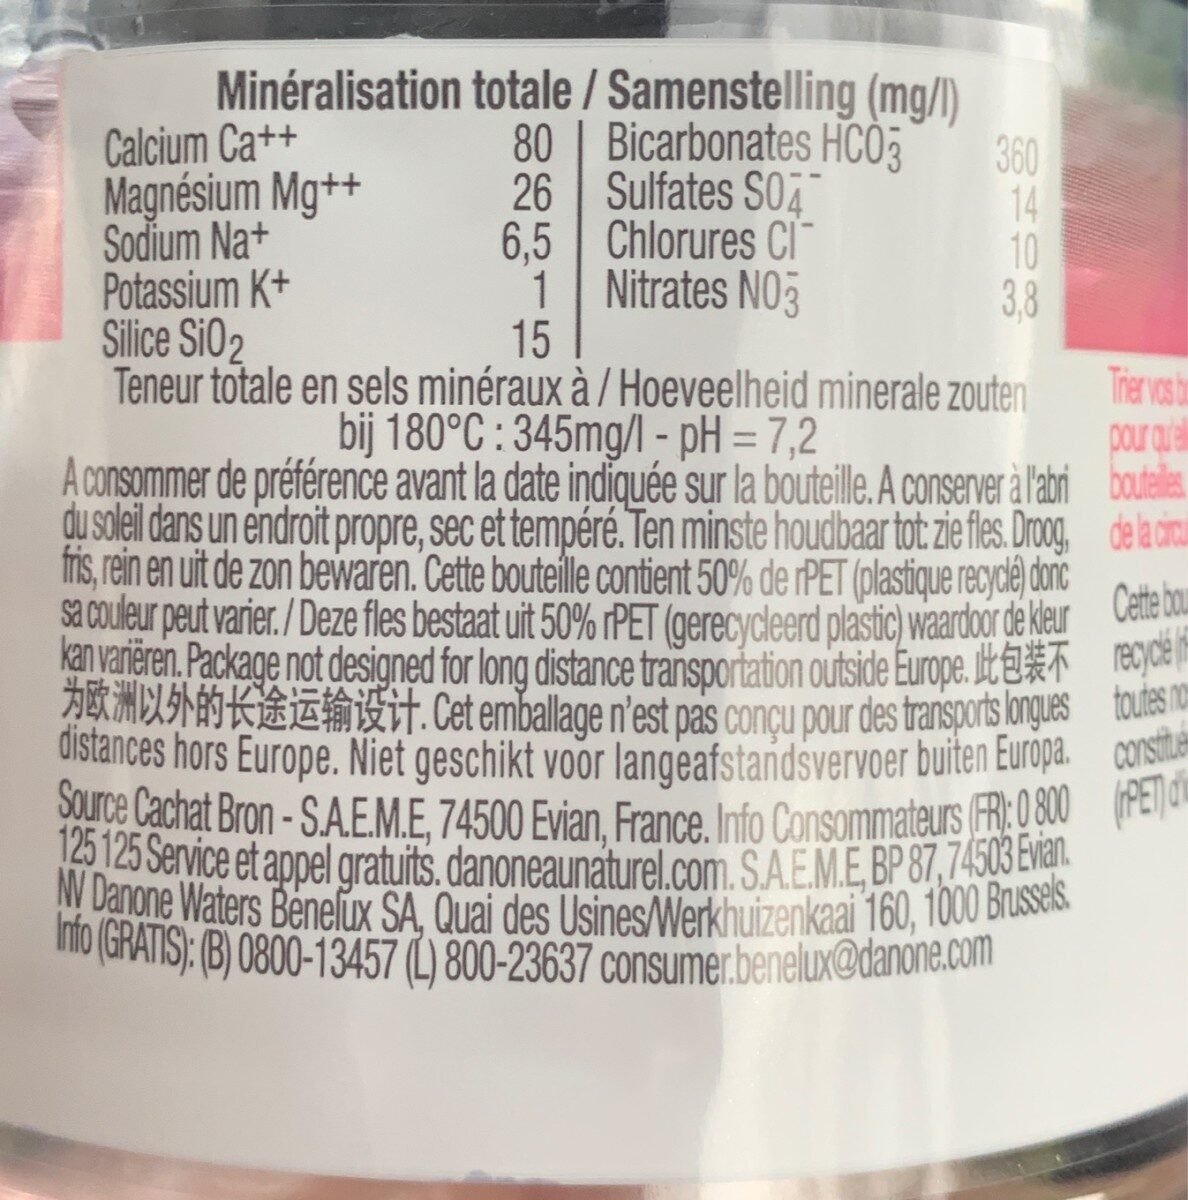 Minéralisation totale / Samenstelling (mg/l)
Calcium Ca++ 80 | Bicarbonates HCO3- 360
Magnésium Mg++ 26 | Sulfates SO4-- 14
Sodium Na+ 6,5 | Chlorures Cl- 10
Potassium K+ 1 | Nitrates NO3- 3,8
Silice SiO2 15
Teneur totale en sels minéraux à / Hoeveelheid minerale zouten
bij 180°C : 345mg/l - pH = 7,2
A consommer de préférence avant la date indiquée sur la bouteille. A conserver à l'abri
du soleil dans un endroit propre, sec et tempéré. Ten minste houdbaar tot: zie fles. Droog,
fris, rein en uit de zon bewaren. Cette bouteille contient 50% de rPET (plastique recyclé) donc
sa couleur peut varier. / Deze fles bestaat uit 50% rPET (gerecycleerd plastic) waardoor de kleur
kan variëren. Package not designed for long distance transportation outside Europe. 此包装不
为欧洲以外的长途运输设计. Cet emballage n'est pas conçu pour des transports longues
distances hors Europe. Niet geschikt voor langeafstandsvervoer buiten Europa.
Source Cachat Bron - S.A.E.M.E, 74500 Evian, France. Info Consommateurs (FR): 0 800
125 125 Service et appel gratuits. danoneaunaturel.com. S.A.E.M.E, BP 87, 74503 Evian.
NV Danone Waters Benelux SA, Quai des Usines/Werkhuizenkaai 160, 1000 Brussels.
Info (GRATIS): (B) 0800-13457 (L) 800-23637 consumer.benelux@danone.com
Trier vos
pour
bouteilles.
de la
Cette
recyclé
toutes
(rPET)